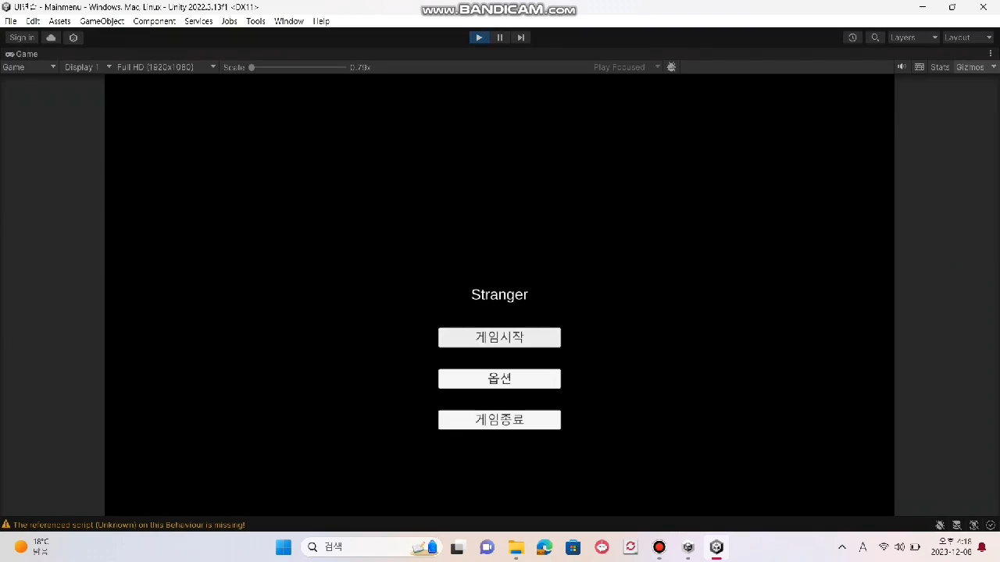 UI연습 - Mainmenu - Windows, Mac, Linux - Unity 2022.3.13f1 <DX11>
www.BANDICAM.com
File Edit Assets GameObject Component Services Jobs Tools Window Help
Sign in
Layers
Layout
Game
Game
Display 1
Full HD (1920x1080)
Scale
0.79x
Play Focused
Stats
Gizmos
Stranger
게임시작
옵션
게임종료
The referenced script (Unknown) on this Behaviour is missing!
18°C
맑음
검색
A
오후 4:18
2023-12-08